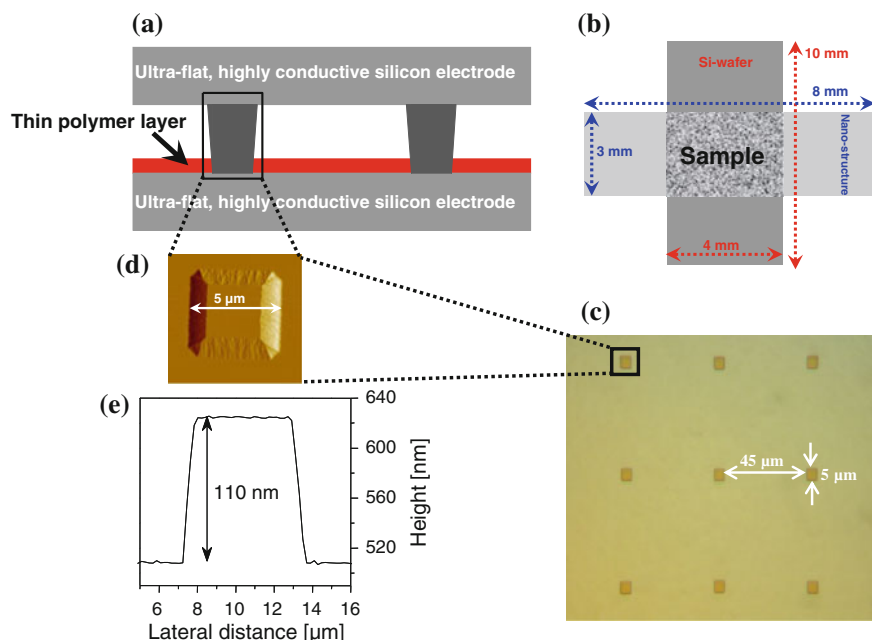 (a)
Ultra-flat, highly conductive silicon electrode
Thin polymer layer
Ultra-flat, highly conductive silicon electrode
(b)
Si-wafer
10 mm
8 mm
3 mm
Sample
Nano-structure
4 mm
(d)
5 µm
(c)
45 µm
5 µm
(e)
110 nm
640
600
560
520
Height [nm]
6 8 10 12 14 16
Lateral distance [µm]